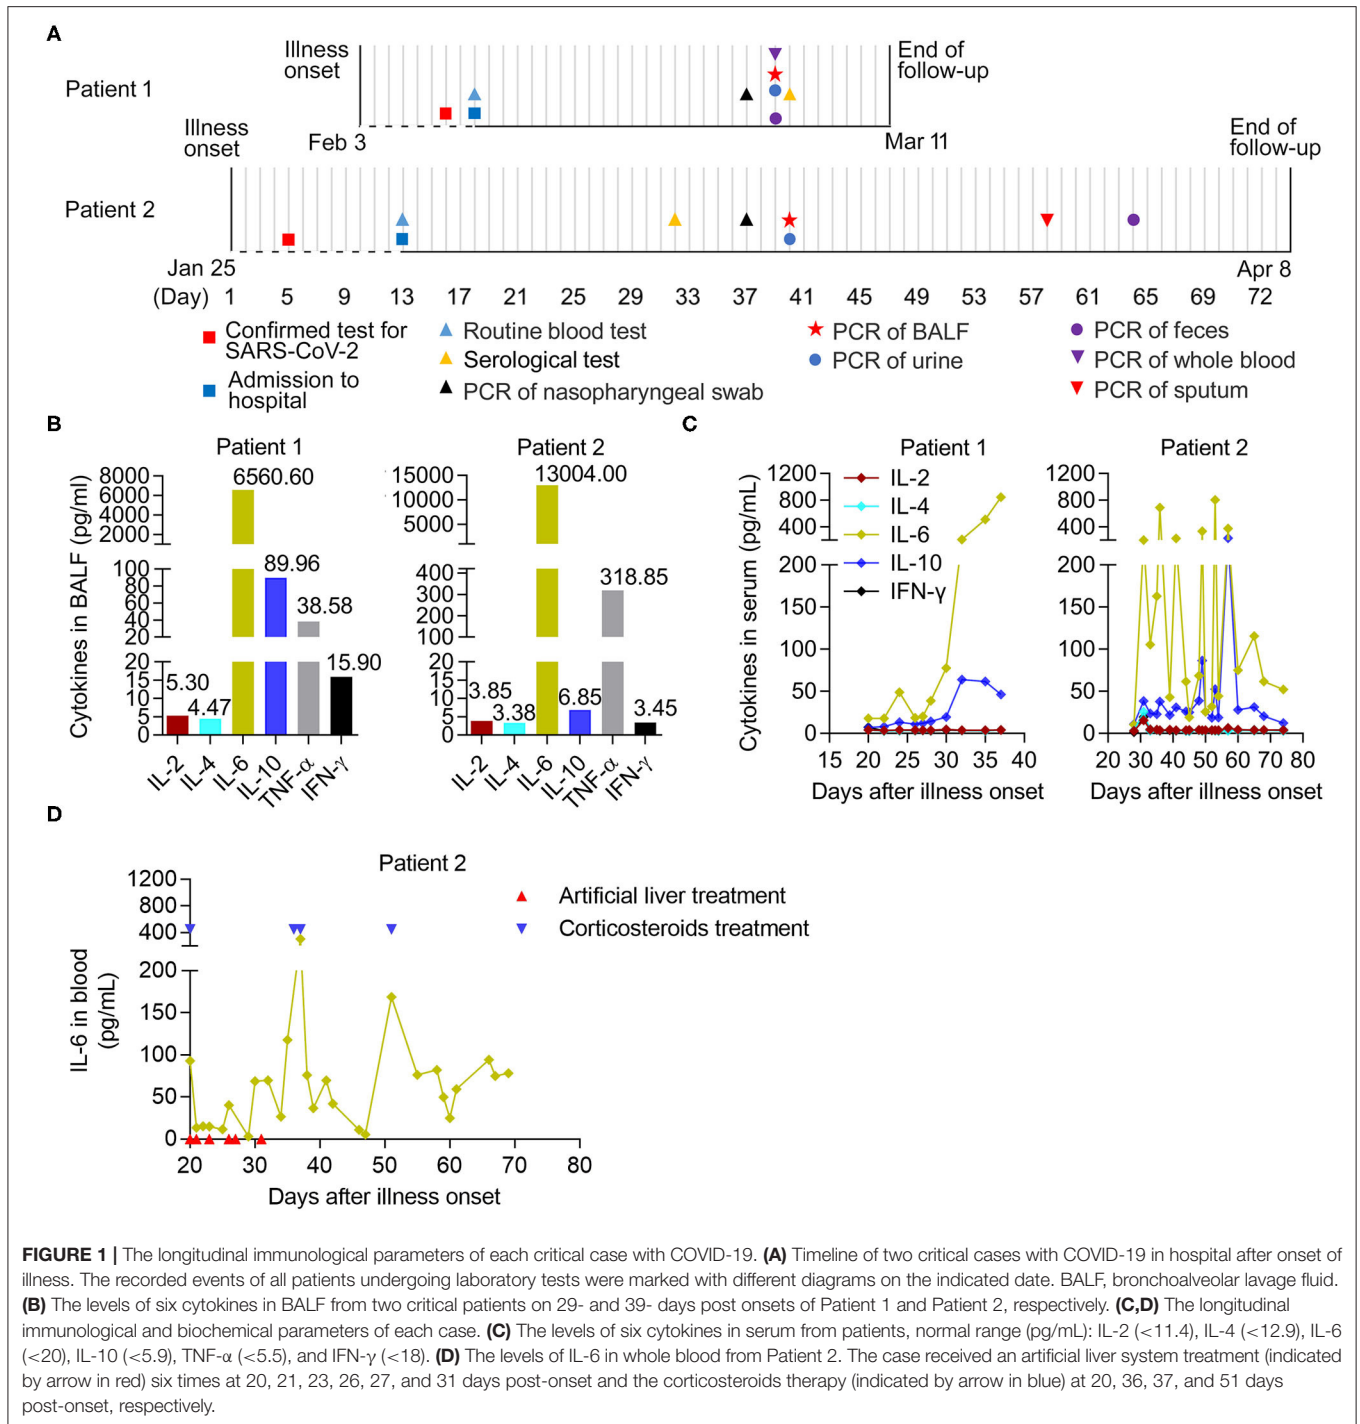 A
Illness
onset
End of
follow-up
Patient 1
Feb 3
Mar 11
Illness
onset
End of
follow-up
Patient 2
Jan 25
Apr 8
(Day) 1 5 9 13 17 21 25 29 33 37 41 45 49 53 57 61 65 69 72
Confirmed test for
SARS-CoV-2
Admission to
hospital
Routine blood test
Serological test
PCR of nasopharyngeal swab
PCR of BALF
PCR of urine
PCR of feces
PCR of whole blood
PCR of sputum
B
Patient 1
Cytokines in BALF (pg/ml)
8000
6000
4000
2000
100
80
60
40
20
20
15
10
5
0
5.30
4.47
6560.60
89.96
38.58
15.90
IL-2
IL-4
IL-6
IL-10
TNF-α
IFN-γ
Patient 2
15000
10000
5000
400
300
200
100
20
15
10
5
0
3.85
3.38
13004.00
6.85
318.85
3.45
IL-2
IL-4
IL-6
IL-10
TNF-α
IFN-γ
C
Patient 1
Cytokines in serum (pg/mL)
1200
800
400
200
150
100
50
0
IL-2
IL-4
IL-6
IL-10
IFN-γ
15 20 25 30 35 40
Days after illness onset
Patient 2
1200
800
400
200
150
100
50
0
20 30 40 50 60 70 80
Days after illness onset
D
Patient 2
IL-6 in blood
(pg/mL)
1200
800
400
200
150
100
50
0
Artificial liver treatment
Corticosteroids treatment
20 30 40 50 60 70 80
Days after illness onset
FIGURE 1 | The longitudinal immunological parameters of each critical case with COVID-19. (A) Timeline of two critical cases with COVID-19 in hospital after onset of
illness. The recorded events of all patients undergoing laboratory tests were marked with different diagrams on the indicated date. BALF, bronchoalveolar lavage fluid.
(B) The levels of six cytokines in BALF from two critical patients on 29- and 39- days post onsets of Patient 1 and Patient 2, respectively. (C,D) The longitudinal
immunological and biochemical parameters of each case. (C) The levels of six cytokines in serum from patients, normal range (pg/mL): IL-2 (<11.4), IL-4 (<12.9), IL-6
(<20), IL-10 (<5.9), TNF-α (<5.5), and IFN-γ (<18). (D) The levels of IL-6 in whole blood from Patient 2. The case received an artificial liver system treatment (indicated
by arrow in red) six times at 20, 21, 23, 26, 27, and 31 days post-onset and the corticosteroids therapy (indicated by arrow in blue) at 20, 36, 37, and 51 days
post-onset, respectively.